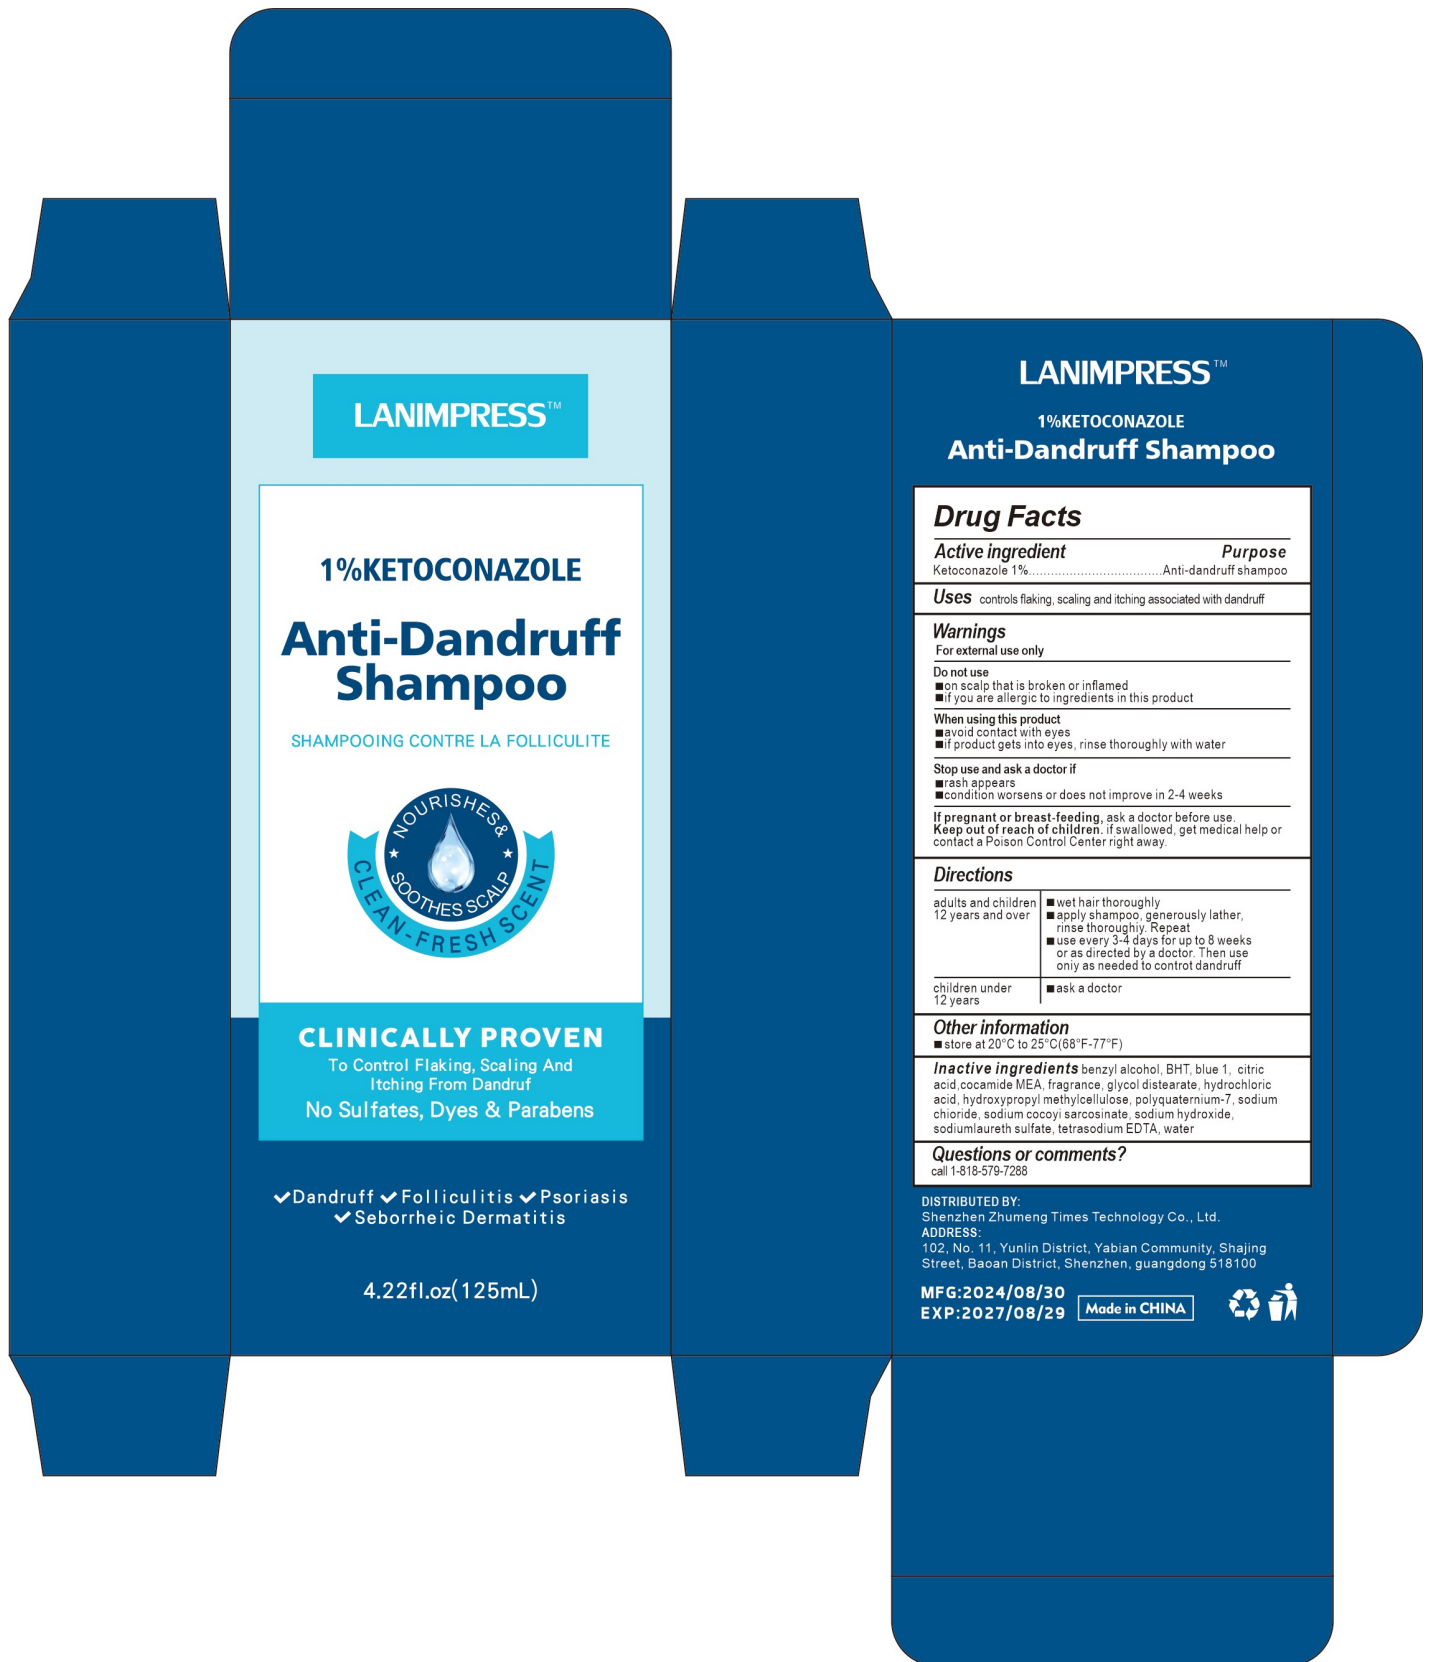 LANIMPRESS™
1%KETOCONAZOLE
Anti-Dandruff
Shampoo
SHAMPOOING CONTRE LA FOLLICULITE
NOURISHES&
SOOTHES SCALP
CLEAN-FRESH SCENT
CLINICALLY PROVEN
To Control Flaking, Scaling And
Itching From Dandruf
No Sulfates, Dyes & Parabens
✔Dandruff ✔Folliculitis ✔Psoriasis
✔Seborrheic Dermatitis
4.22fl.oz(125mL)
LANIMPRESS™
1%KETOCONAZOLE
Anti-Dandruff Shampoo
Drug Facts
Active ingredient Purpose
Ketoconazole 1%....................................Anti-dandruff shampoo
Uses controls flaking, scaling and itching associated with dandruff
Warnings
For external use only
Do not use
■on scalp that is broken or inflamed
■if you are allergic to ingredients in this product
When using this product
■avoid contact with eyes
■if product gets into eyes, rinse thoroughly with water
Stop use and ask a doctor if
■rash appears
■condition worsens or does not improve in 2-4 weeks
If pregnant or breast-feeding, ask a doctor before use.
Keep out of reach of children. if swallowed, get medical help or
contact a Poison Control Center right away.
Directions
adults and children
12 years and over
■ wet hair thoroughly
■ apply shampoo, generously lather,
rinse thoroughiy. Repeat
■ use every 3-4 days for up to 8 weeks
or as directed by a doctor. Then use
oniy as needed to controt dandruff
children under
12 years
■ ask a doctor
Other information
■ store at 20°C to 25°C(68°F-77°F)
Inactive ingredients benzyl alcohol, BHT, blue 1, citric
acid,cocamide MEA, fragrance, glycol distearate, hydrochloric
acid, hydroxypropyl methylcellulose, polyquaternium-7, sodium
chioride, sodium cocoyi sarcosinate, sodium hydroxide,
sodiumlaureth sulfate, tetrasodium EDTA, water
Questions or comments?
call 1-818-579-7288
DISTRIBUTED BY:
Shenzhen Zhumeng Times Technology Co., Ltd.
ADDRESS:
102, No. 11, Yunlin District, Yabian Community, Shajing
Street, Baoan District, Shenzhen, guangdong 518100
MFG:2024/08/30
EXP:2027/08/29
Made in CHINA